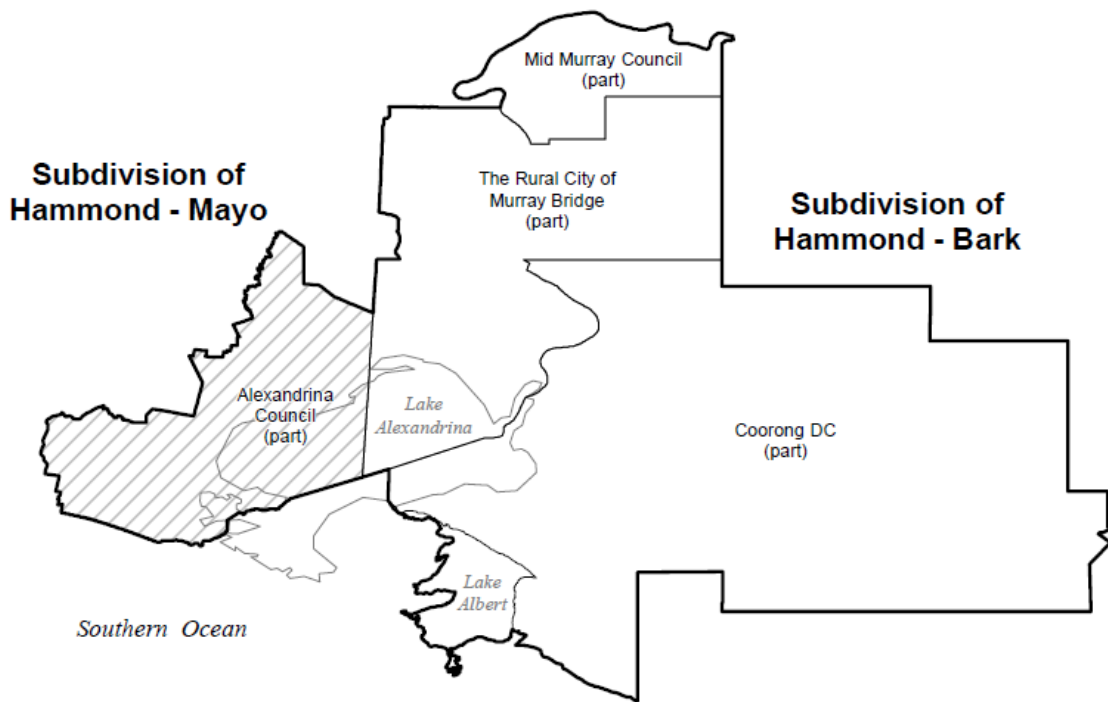 Mid Murray Council
(part)
Subdivision of
Hammond - Mayo
The Rural City of
Murray Bridge
(part)
Subdivision of
Hammond - Bark
Alexandrina
Council
(part)
Lake
Alexandrina
Coorong DC
(part)
Lake
Albert
Southern Ocean